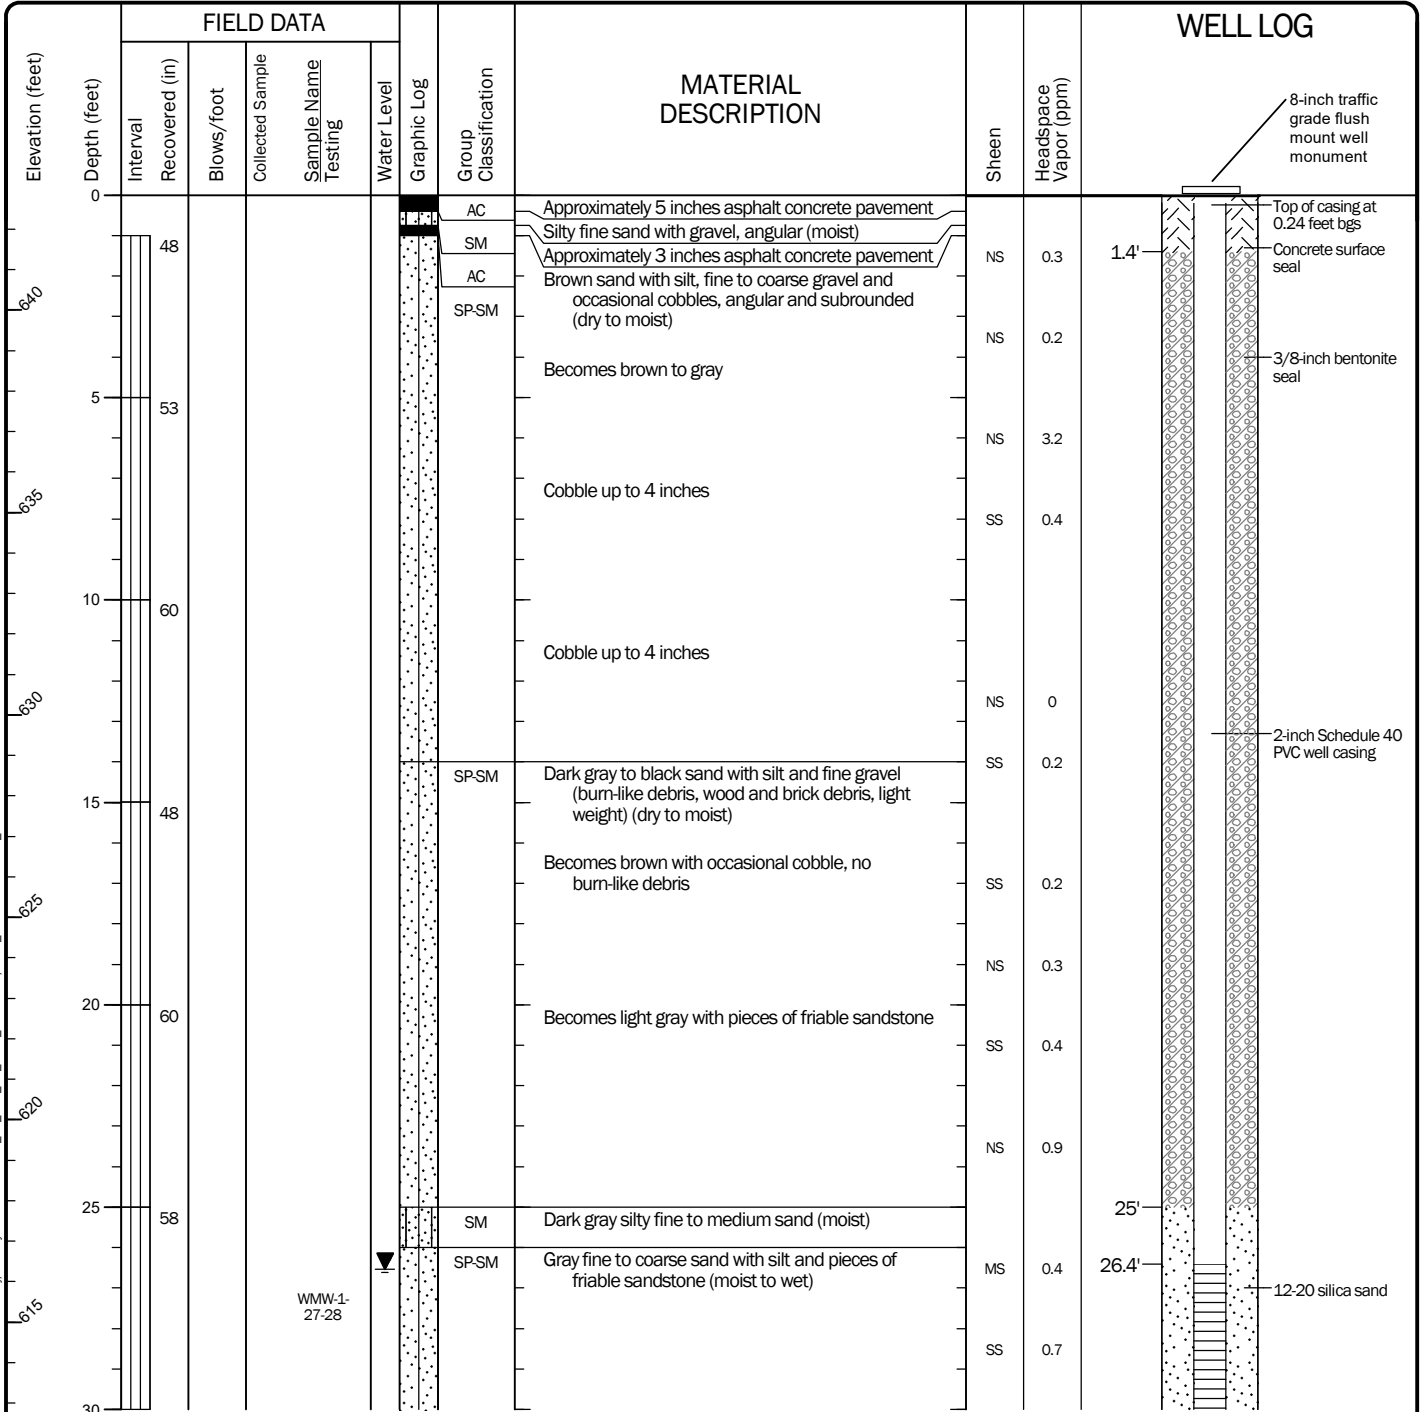 FIELD DATA
WELL LOG
Elevation (feet)
Depth (feet)
Interval
Recovered (in)
Blows/foot
Collected Sample
Sample Name
Testing
Water Level
Graphic Log
Group
Classification
MATERIAL
DESCRIPTION
Sheen
Headspace
Vapor (ppm)
8-inch traffic
grade flush
mount well
monument
0
AC
Approximately 5 inches asphalt concrete pavement
Top of casing at
0.24 feet bgs
SM
Silty fine sand with gravel, angular (moist)
48
Approximately 3 inches asphalt concrete pavement
NS
0.3
1.4'
Concrete surface
seal
AC
Brown sand with silt, fine to coarse gravel and
occasional cobbles, angular and subrounded
(dry to moist)
640
SP-SM
NS
0.2
3/8-inch bentonite
seal
Becomes brown to gray
5
53
NS
3.2
Cobble up to 4 inches
635
SS
0.4
10
60
Cobble up to 4 inches
630
NS
0
2-inch Schedule 40
PVC well casing
SP-SM
Dark gray to black sand with silt and fine gravel
(burn-like debris, wood and brick debris, light
weight) (dry to moist)
SS
0.2
15
48
Becomes brown with occasional cobble, no
burn-like debris
SS
0.2
625
NS
0.3
20
60
Becomes light gray with pieces of friable sandstone
SS
0.4
620
NS
0.9
25
58
SM
Dark gray silty fine to medium sand (moist)
25'
SP-SM
Gray fine to coarse sand with silt and pieces of
friable sandstone (moist to wet)
MS
0.4
26.4'
12-20 silica sand
WMW-1-
27-28
615
SS
0.7
30